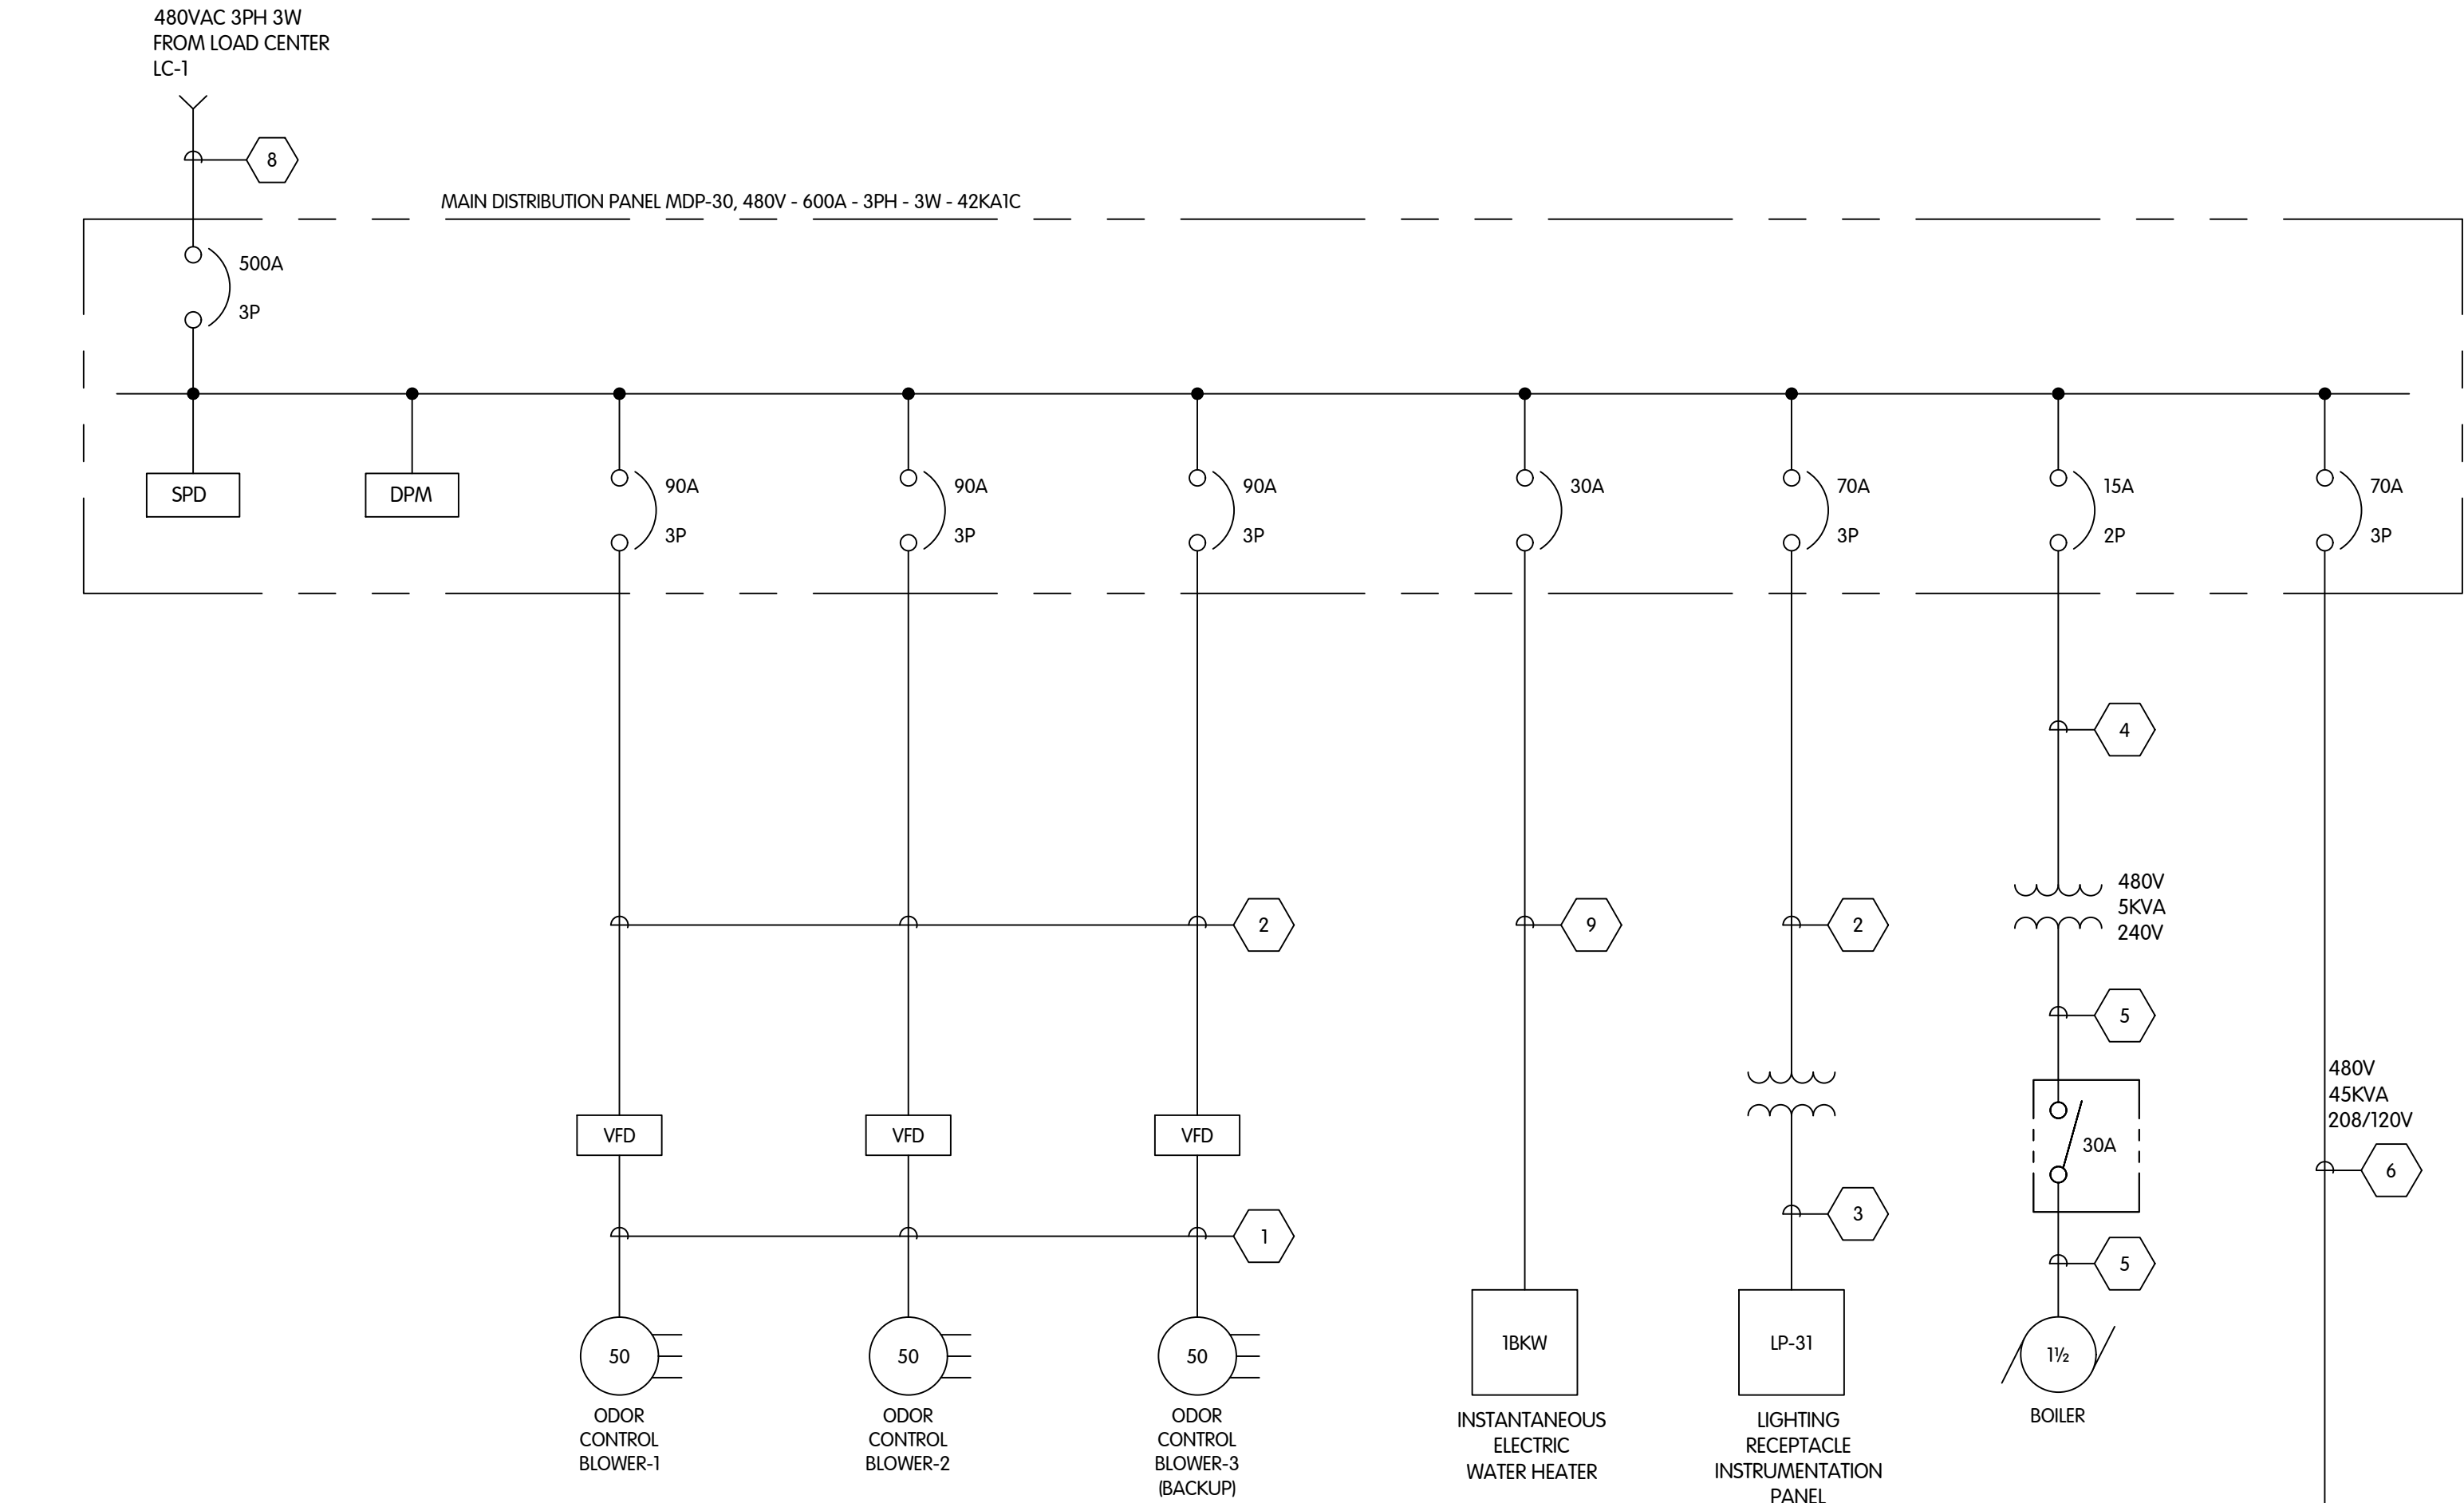 480VAC 3PH 3W
FROM LOAD CENTER
LC-1
8
MAIN DISTRIBUTION PANEL MDP-30, 480V - 600A - 3PH - 3W - 42KA1C
500A
3P
SPD
DPM
90A
3P
90A
3P
90A
3P
30A
70A
3P
15A
2P
70A
3P
4
480V
5KVA
240V
2
9
2
5
480V
45KVA
208/120V
VFD
VFD
VFD
30A
6
3
1
5
50
50
50
1BKW
LP-31
1½
ODOR
CONTROL
BLOWER-1
ODOR
CONTROL
BLOWER-2
ODOR
CONTROL
BLOWER-3
(BACKUP)
INSTANTANEOUS
ELECTRIC
WATER HEATER
LIGHTING
RECEPTACLE
INSTRUMENTATION
PANEL
BOILER